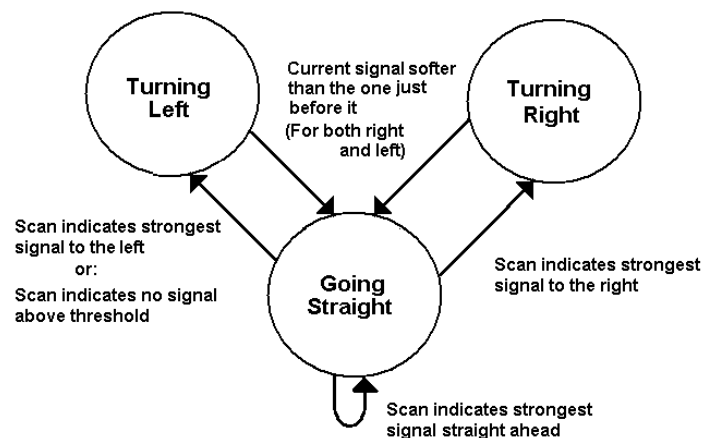 Turning
Left
Current signal softer
than the one just
before it
(For both right
and left)
Turning
Right
Scan indicates strongest
signal to the left
or:
Scan indicates no signal
above threshold
Going
Straight
Scan indicates strongest
signal to the right
Scan indicates strongest
signal straight ahead